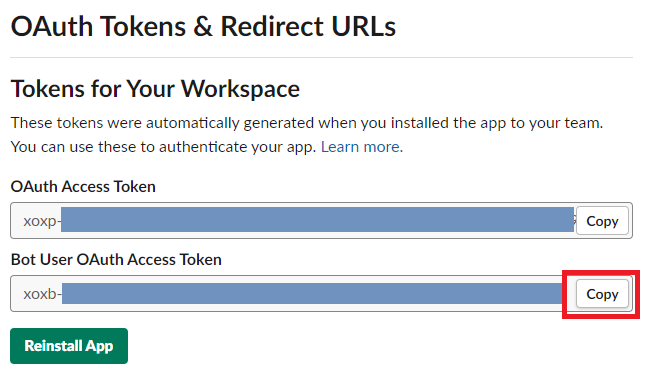 OAuth Tokens & Redirect URLs
Tokens for Your Workspace
These tokens were automatically generated when you installed the app to your team.
You can use these to authenticate your app. Learn more.
OAuth Access Token
xoxp- Copy
Bot User OAuth Access Token
xoxb- Copy
Reinstall App